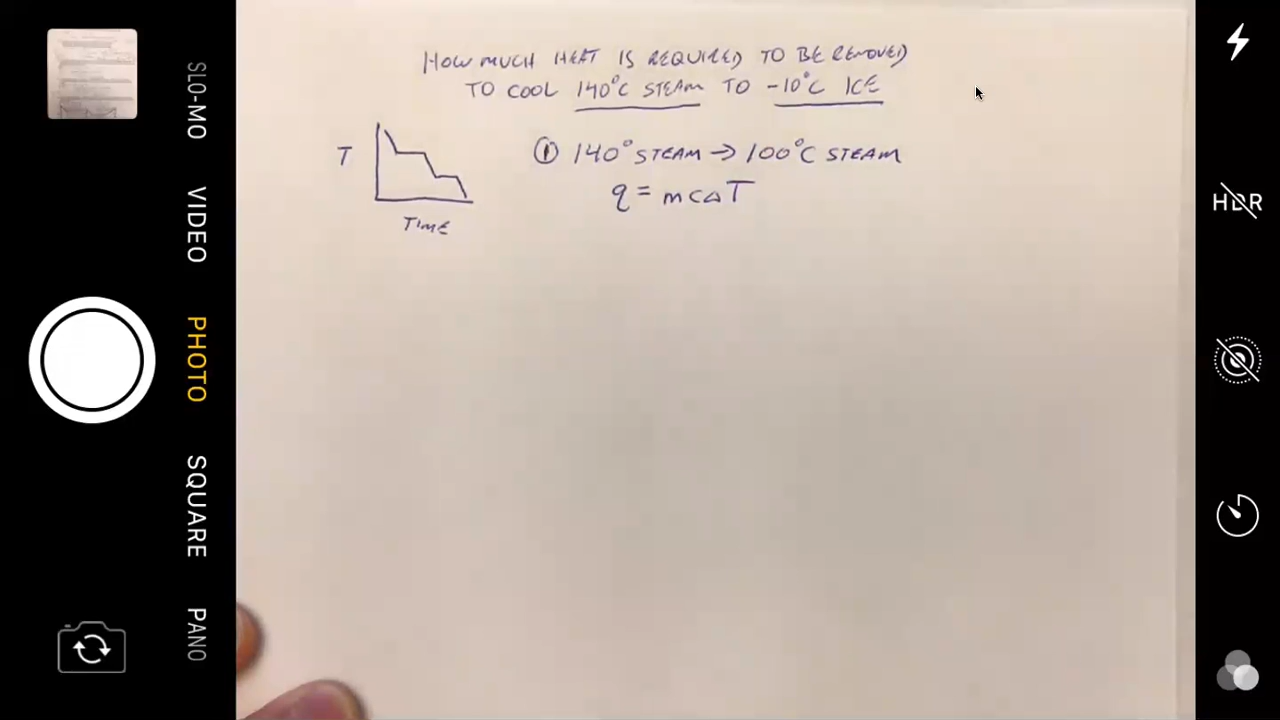 SLO-MO
VIDEO
PHOTO
SQUARE
PANO
HOW MUCH HEAT IS REQUIRED TO BE REMOVED
TO COOL 140°C STEAM TO -10°C ICE
T
TIME
① 140° STEAM → 100°C STEAM
q = mc△T
HDR